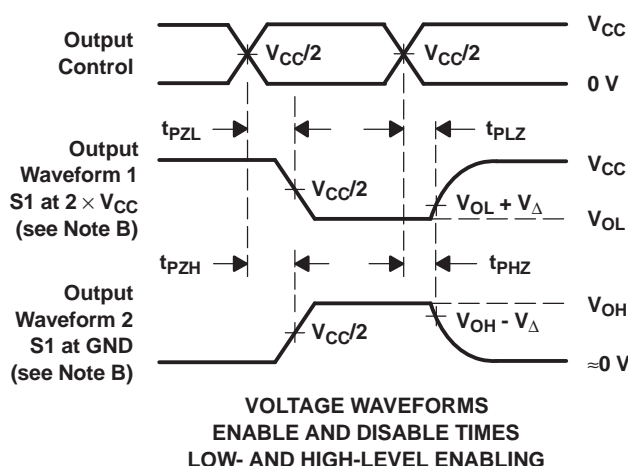 Output
Control
V_CC/2
V_CC/2
V_CC
0 V
t_PZL
t_PLZ
Output
Waveform 1
S1 at 2 × V_CC
(see Note B)
V_CC/2
V_OL + V_Δ
V_CC
V_OL
t_PZH
t_PHZ
Output
Waveform 2
S1 at GND
(see Note B)
V_CC/2
V_OH - V_Δ
V_OH
≈0 V
VOLTAGE WAVEFORMS
ENABLE AND DISABLE TIMES
LOW- AND HIGH-LEVEL ENABLING